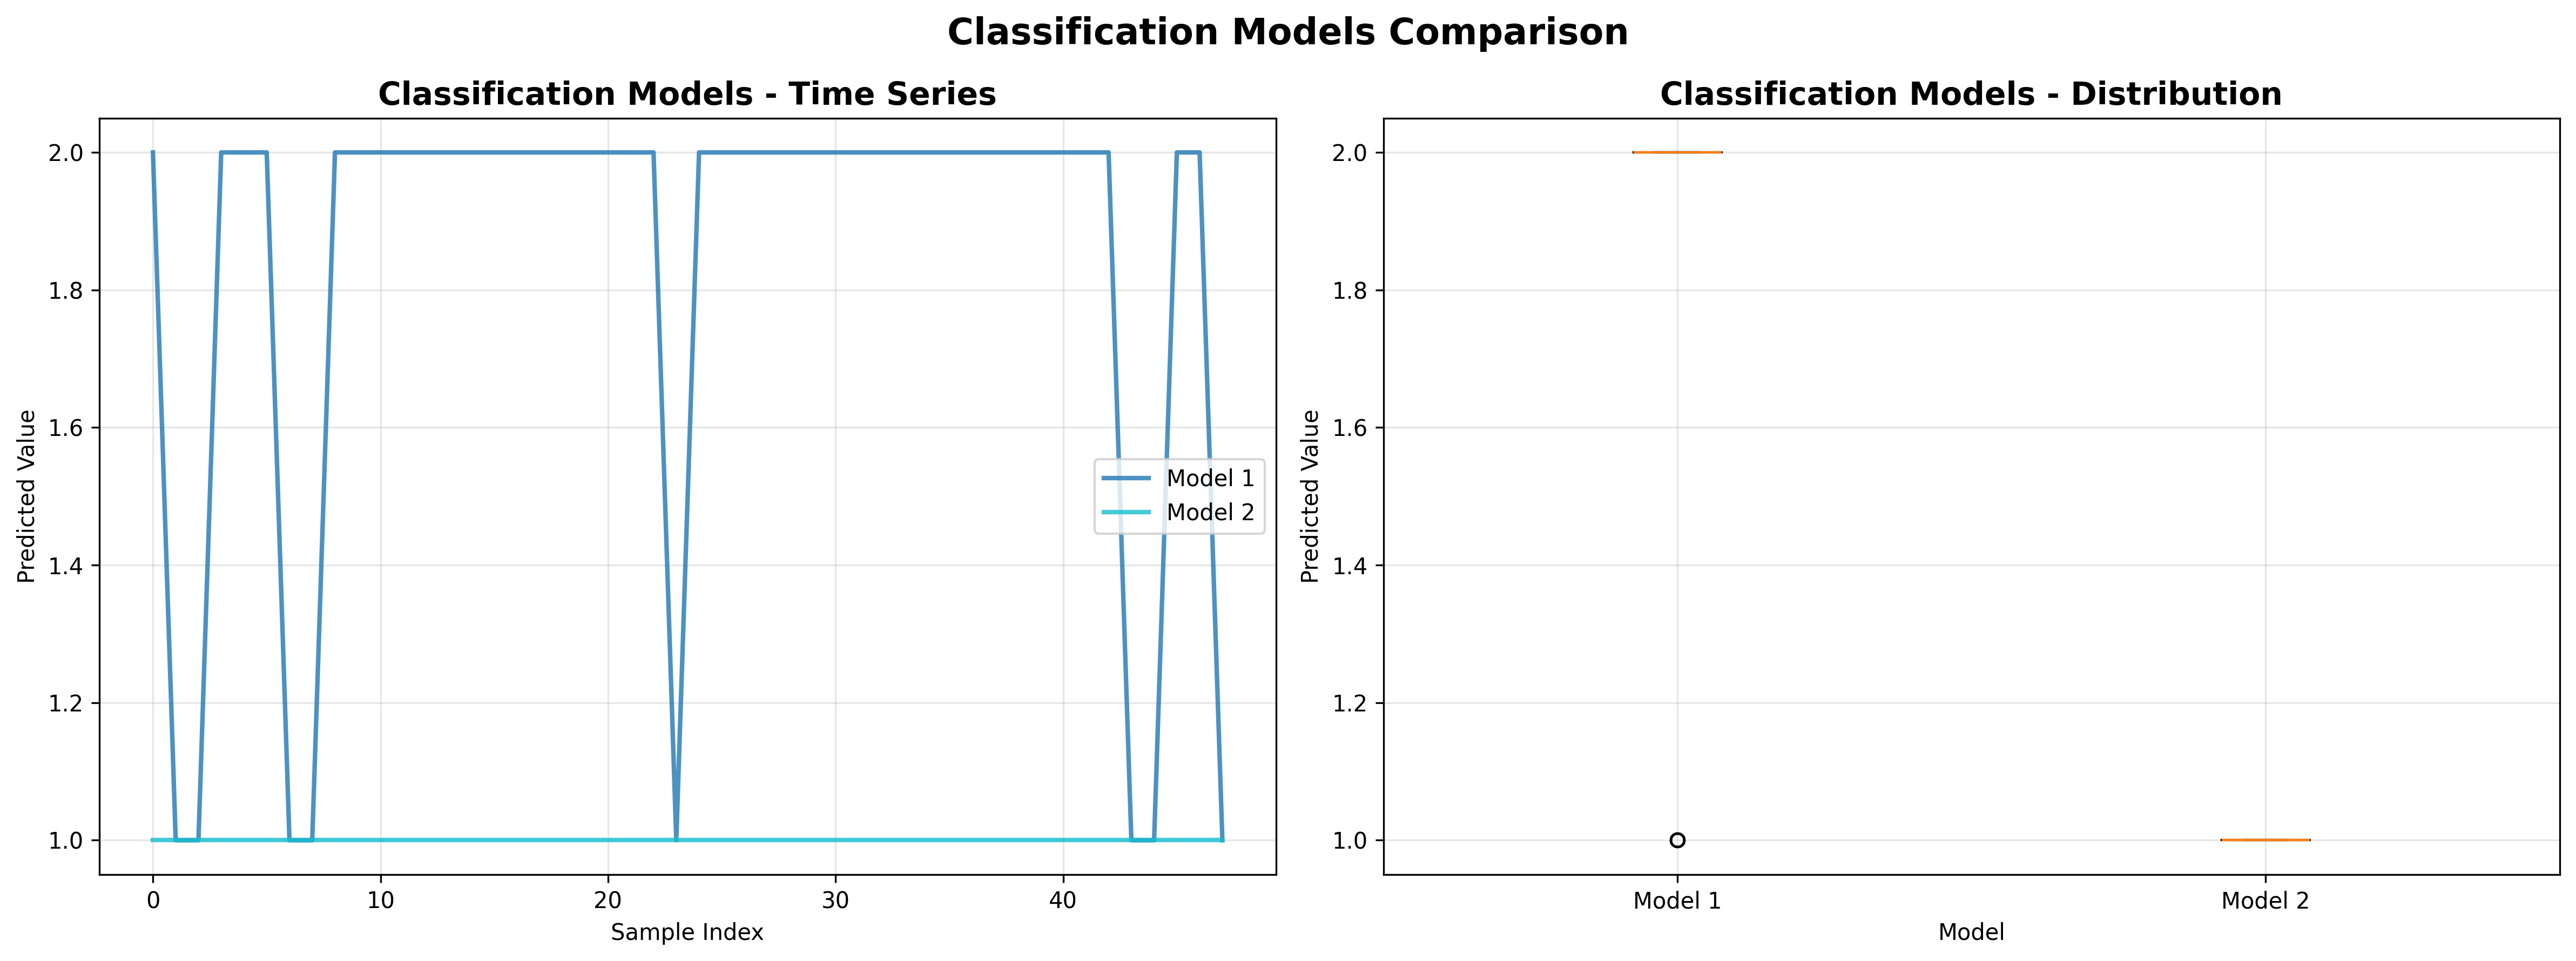 Classification Models Comparison
Classification Models - Time Series
Predicted Value
2.0
1.8
1.6
1.4
1.2
1.0
0
10
20
30
40
Sample Index
Model 1
Model 2
Classification Models - Distribution
Predicted Value
2.0
1.8
1.6
1.4
1.2
1.0
Model 1
Model 2
Model